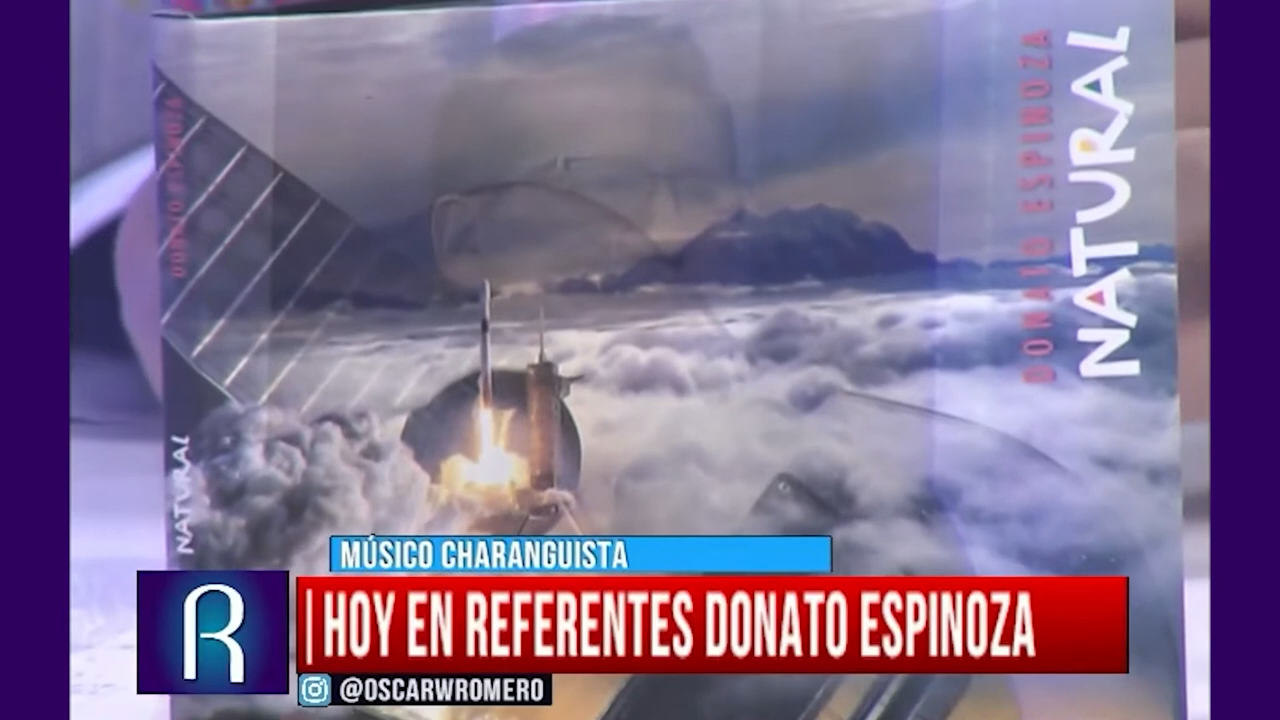 DONATO ESPINOZA
NATURAL
DONATO ESPINOZA
NATURAL
MÚSICO CHARANGUISTA
R
| HOY EN REFERENTES DONATO ESPINOZA
@OSCARWROMERO